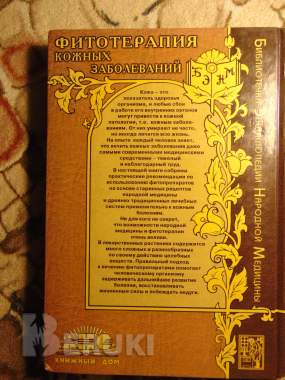 ФИТОТЕРАПИЯ
КОЖНЫХ
ЗАБОЛЕВАНИЙ
БЭНМ
Кожа – это
показатель здоровья
организма, и любые сбои
в работе его внутренних органов
могут привести к кожной
патологии, т.е. кожным заболе-
ваниям. От них умирают не часто,
но иногда лечатся всю жизнь.
На опыте каждый человек знает,
что лечить кожные заболевания даже
самыми современными медицинскими
средствами – тяжелый
и неблагодарный труд.
В настоящей книге собраны
практические рекомендации по
использованию фитопрепаратов
на основе старинных рецептов
народной медицины
и древних традиционных лечебных
систем применительно к кожным
болезням.
Ни для кого не секрет,
что возможности народной
медицины и фитотерапии
очень велики.
В лекарственных растениях содержится
много сложных и разнообразных
по своему действию целебных
веществ. Правильный подход
к лечению фитопрепаратами помогает
человеческому организму
задерживать дальнейшее развитие
болезни, восстанавливать
жизненные силы и побеждать недуги.
КНИЖНЫЙ ДОМ
Народной Медицины